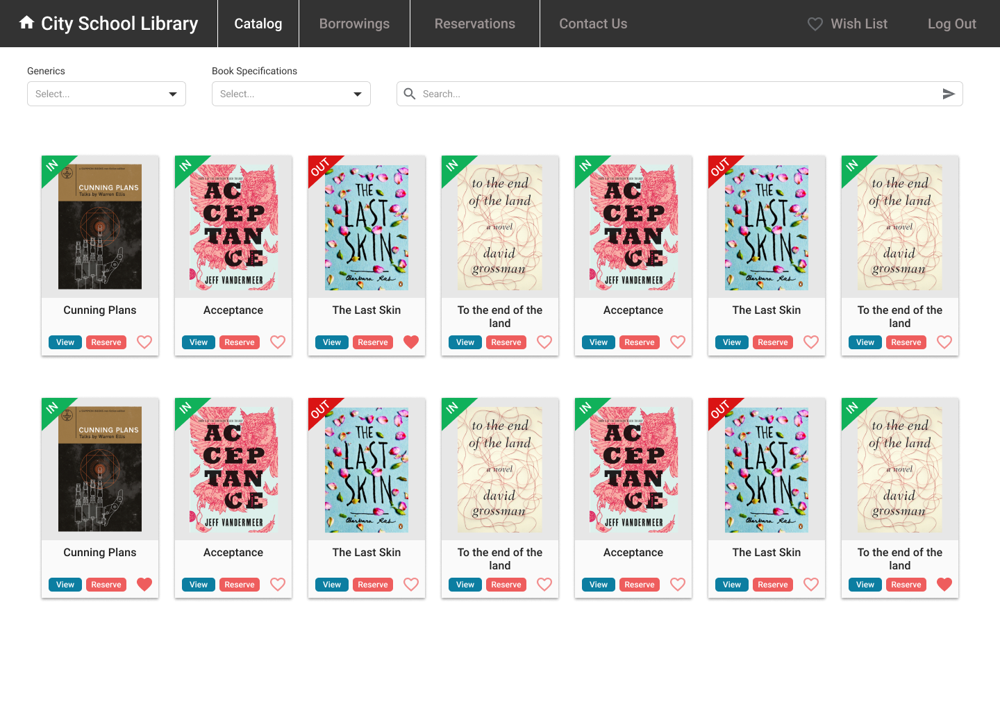 City School Library
Catalog
Borrowings
Reservations
Contact Us
Wish List
Log Out
Generics
Book Specifications
Select...
Select...
Search...
IN
CUNNING PLANS
Talks by Warren Ellis
Cunning Plans
View
Reserve
IN
AC
CEP
TAN
CE
JEFF VANDERMEER
Acceptance
View
Reserve
OUT
THE
LAST
SKIN
Barbara Ras
The Last Skin
View
Reserve
IN
to the end
of the land
a novel
david
grossman
To the end of the
land
View
Reserve
IN
AC
CEP
TAN
CE
JEFF VANDERMEER
Acceptance
View
Reserve
OUT
THE
LAST
SKIN
Barbara Ras
The Last Skin
View
Reserve
IN
to the end
of the land
a novel
david
grossman
To the end of the
land
View
Reserve
IN
CUNNING PLANS
Talks by Warren Ellis
Cunning Plans
View
Reserve
IN
AC
CEP
TAN
CE
JEFF VANDERMEER
Acceptance
View
Reserve
OUT
THE
LAST
SKIN
Barbara Ras
The Last Skin
View
Reserve
IN
to the end
of the land
a novel
david
grossman
To the end of the
land
View
Reserve
IN
AC
CEP
TAN
CE
JEFF VANDERMEER
Acceptance
View
Reserve
OUT
THE
LAST
SKIN
Barbara Ras
The Last Skin
View
Reserve
IN
to the end
of the land
a novel
david
grossman
To the end of the
land
View
Reserve